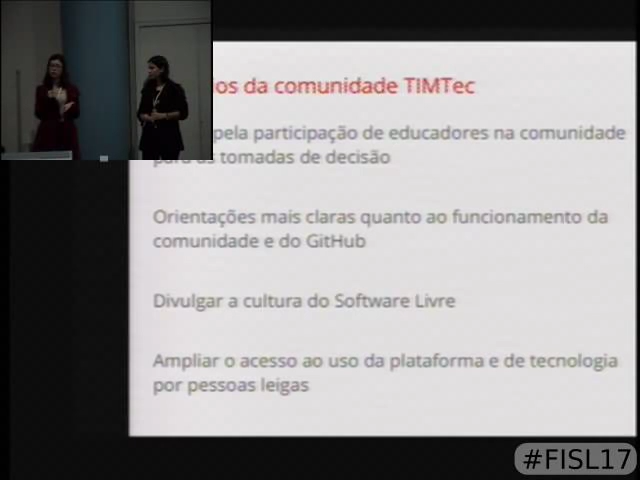 ios da comunidade TIMTec
pela participação de educadores na comunidade
para as tomadas de decisão
Orientações mais claras quanto ao funcionamento da
comunidade e do GitHub
Divulgar a cultura do Software Livre
Ampliar o acesso ao uso da plataforma e de tecnologia
por pessoas leigas
#FISL17